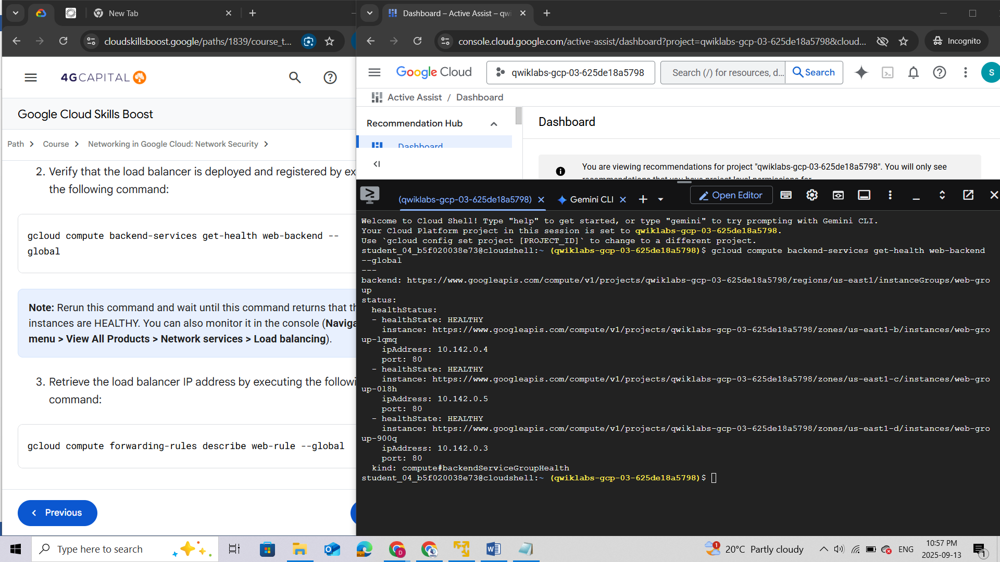 New Tab
cloudskillsboost.google/paths/1839/course_t...
4GCAPITAL
Google Cloud Skills Boost
Path > Course > Networking in Google Cloud: Network Security >
2. Verify that the load balancer is deployed and registered by ex
the following command:
gcloud compute backend-services get-health web-backend --
global
Note: Rerun this command and wait until this command returns that th
instances are HEALTHY. You can also monitor it in the console (Naviga
menu > View All Products > Network services > Load balancing).
3. Retrieve the load balancer IP address by executing the followi
command:
gcloud compute forwarding-rules describe web-rule --global
Previous
Dashboard – Active Assist – qwi
console.cloud.google.com/active-assist/dashboard?project=qwiklabs-gcp-03-625de18a5798&cloud...
Incognito
Google Cloud
qwiklabs-gcp-03-625de18a5798
Search (/) for resources, d...
Search
S
Active Assist / Dashboard
Recommendation Hub
Dashboard
Dashboard
You are viewing recommendations for project "qwiklabs-gcp-03-625de18a5798". You will only see
recommendations that you have project level permissions for
(qwiklabs-gcp-03-625de18a5798)
Gemini CLI
Open Editor
Welcome to Cloud Shell! Type "help" to get started, or type "gemini" to try prompting with Gemini CLI.
Your Cloud Platform project in this session is set to qwiklabs-gcp-03-625de18a5798.
Use `gcloud config set project [PROJECT_ID]` to change to a different project.
student_04_b5f020038e73@cloudshell:~ (qwiklabs-gcp-03-625de18a5798)$ gcloud compute backend-services get-health web-backend
--global
---
backend: https://www.googleapis.com/compute/v1/projects/qwiklabs-gcp-03-625de18a5798/regions/us-east1/instanceGroups/web-gro
up
status:
healthStatus:
- healthState: HEALTHY
instance: https://www.googleapis.com/compute/v1/projects/qwiklabs-gcp-03-625de18a5798/zones/us-east1-b/instances/web-gro
up-lqmq
ipAddress: 10.142.0.4
port: 80
- healthState: HEALTHY
instance: https://www.googleapis.com/compute/v1/projects/qwiklabs-gcp-03-625de18a5798/zones/us-east1-c/instances/web-gro
up-0l8h
ipAddress: 10.142.0.5
port: 80
- healthState: HEALTHY
instance: https://www.googleapis.com/compute/v1/projects/qwiklabs-gcp-03-625de18a5798/zones/us-east1-d/instances/web-gro
up-900q
ipAddress: 10.142.0.3
port: 80
kind: compute#backendServiceGroupHealth
student_04_b5f020038e73@cloudshell:~ (qwiklabs-gcp-03-625de18a5798)$
Type here to search
20°C Partly cloudy
ENG
10:57 PM
2025-09-13